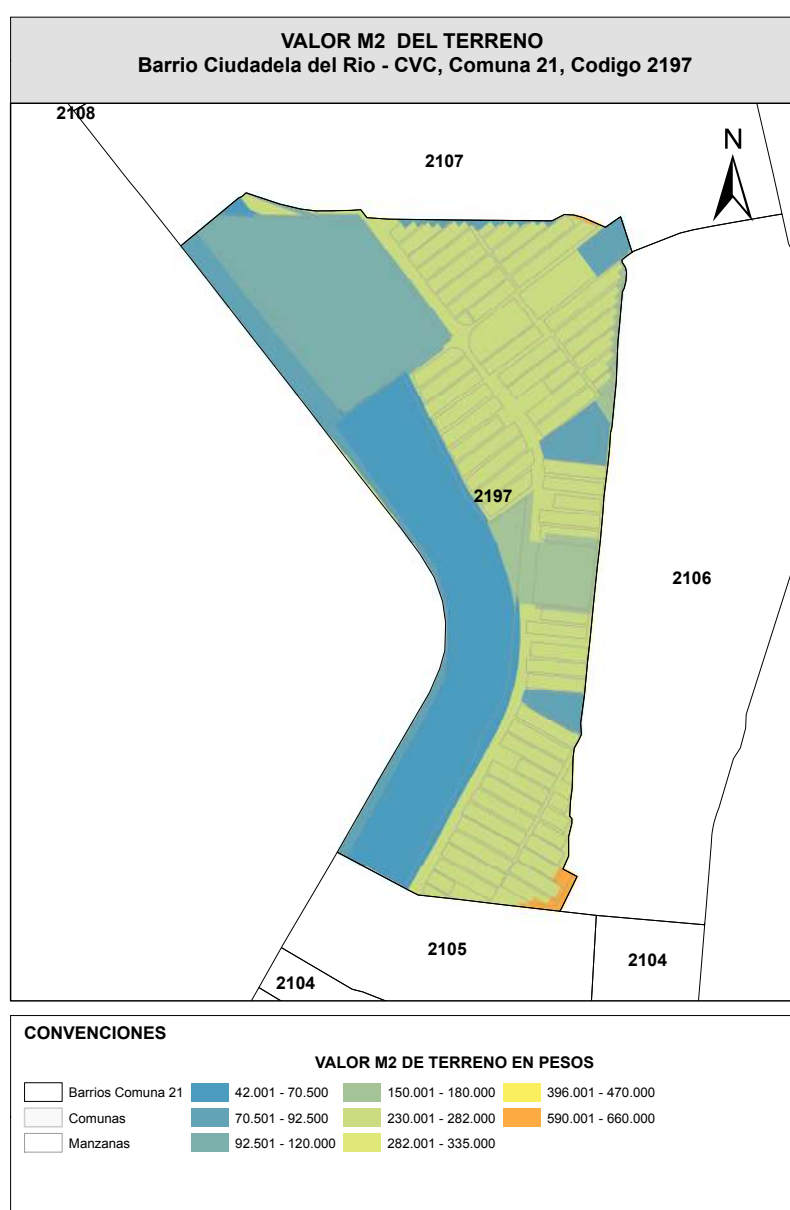 VALOR M2 DEL TERRENO
Barrio Ciudadela del Rio - CVC, Comuna 21, Codigo 2197
2108
2107
N
2197
2106
2105
2104
2104
CONVENCIONES
VALOR M2 DE TERRENO EN PESOS
Barrios Comuna 21
42.001 - 70.500
150.001 - 180.000
396.001 - 470.000
Comunas
70.501 - 92.500
230.001 - 282.000
590.001 - 660.000
Manzanas
92.501 - 120.000
282.001 - 335.000